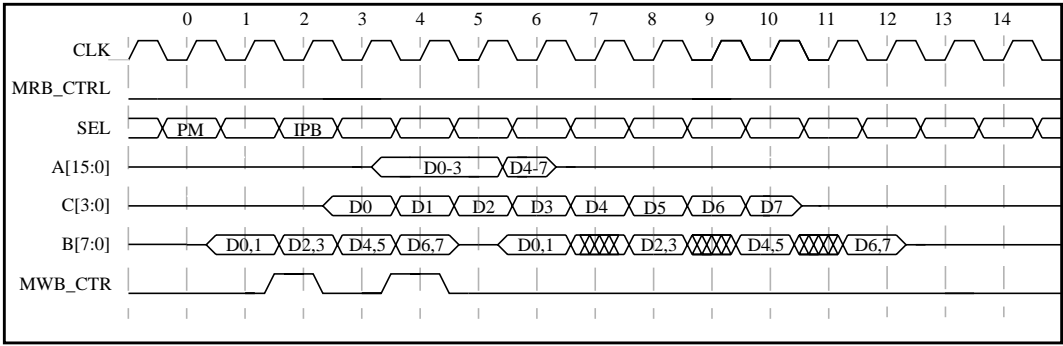 0 1 2 3 4 5 6 7 8 9 10 11 12 13 14
CLK
MRB_CTRL
SEL PM IPB
A[15:0] D0-3 D4-7
C[3:0] D0 D1 D2 D3 D4 D5 D6 D7
B[7:0] D0,1 D2,3 D4,5 D6,7 D0,1 D2,3 D4,5 D6,7
MWB_CTR